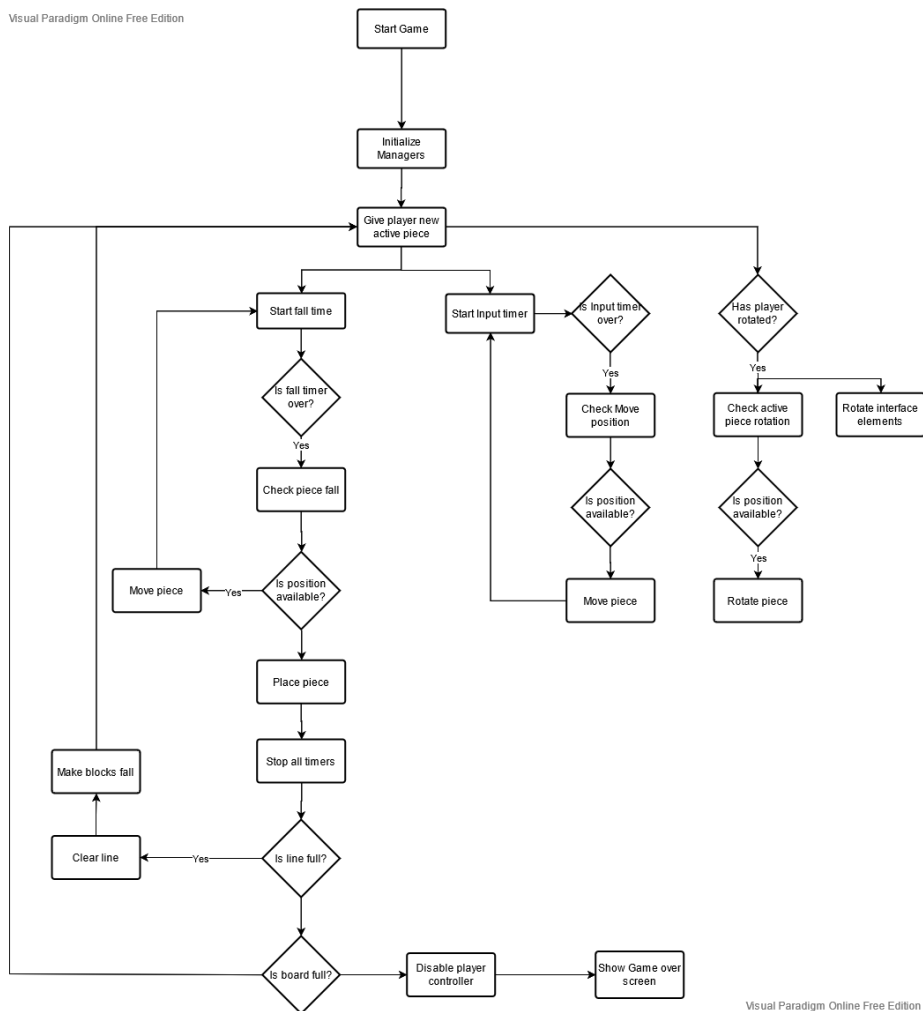 Visual Paradigm Online Free Edition
Start Game
Initialize
Managers
Give player new
active piece
Start fall time
Start Input timer
Is Input timer
over?
Has player
rotated?
Is fall timer
over?
Yes
Yes
Yes
Check Move
position
Check active
piece rotation
Rotate interface
elements
Check piece fall
Is position
available?
Is position
available?
Yes
Move piece
Yes
Is position
available?
Move piece
Rotate piece
Place piece
Stop all timers
Make blocks fall
Clear line
Yes
Is line full?
Is board full?
Disable player
controller
Show Game over
screen
Visual Paradigm Online Free Edition